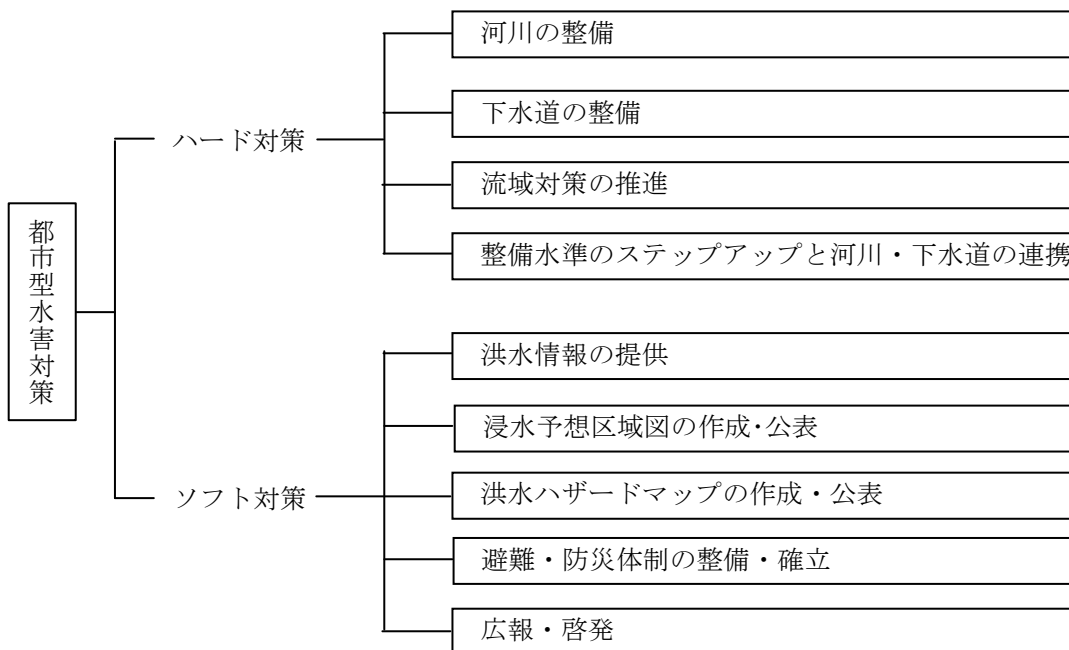 都市型水害対策
ハード対策
河川の整備
下水道の整備
流域対策の推進
整備水準のステップアップと河川・下水道の連携
ソフト対策
洪水情報の提供
浸水予想区域図の作成･公表
洪水ハザードマップの作成・公表
避難・防災体制の整備・確立
広報・啓発